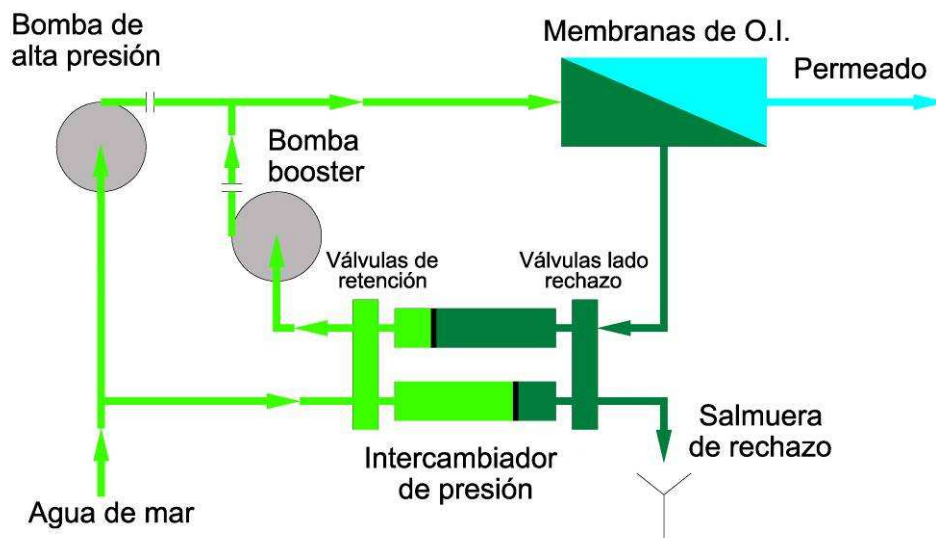 Bomba de
alta presión
Membranas de O.I.
Permeado
Bomba
booster
Válvulas de
retención
Válvulas lado
rechazo
Intercambiador
de presión
Salmuera
de rechazo
Agua de mar